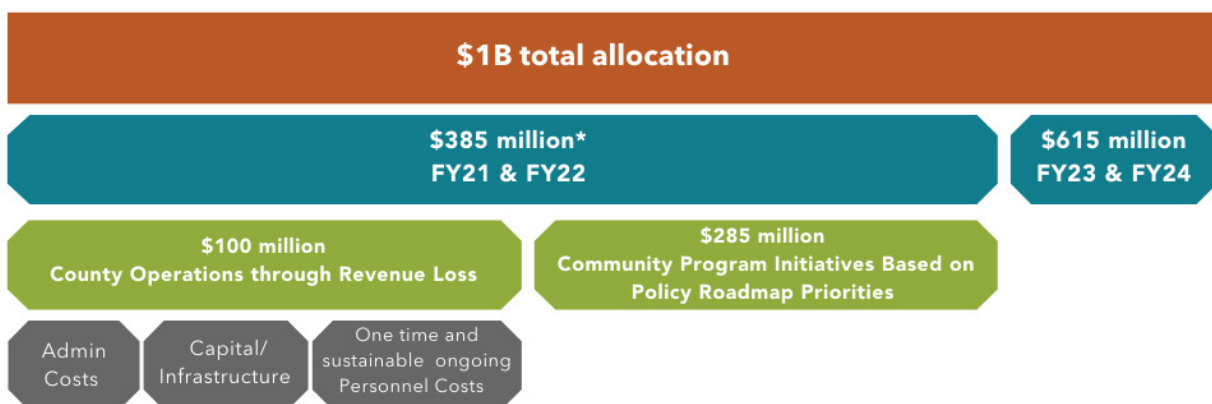 $1B total allocation
$385 million*
FY21 & FY22
$615 million
FY23 & FY24
$100 million
County Operations through Revenue Loss
$285 million
Community Program Initiatives Based on
Policy Roadmap Priorities
Admin
Costs
Capital/
Infrastructure
One time and
sustainable ongoing
Personnel Costs